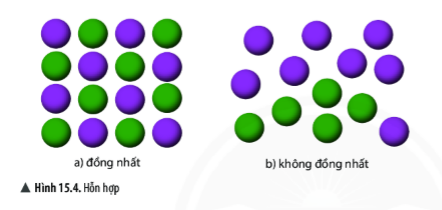 a) đồng nhất
b) không đồng nhất
▲ Hình 15.4. Hỗn hợp